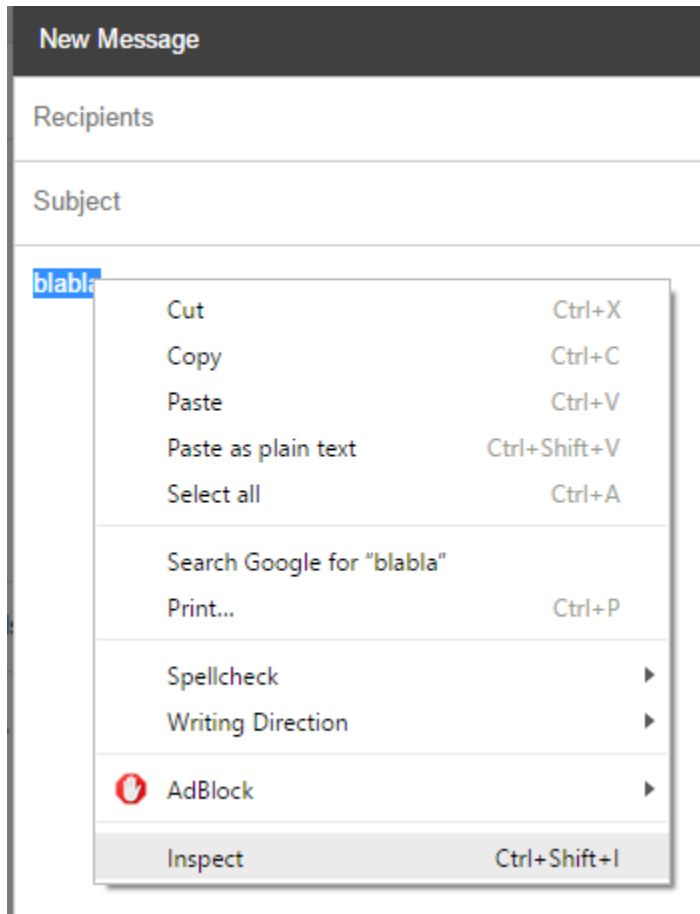 New Message
Recipients
Subject
blabla
Cut Ctrl+X
Copy Ctrl+C
Paste Ctrl+V
Paste as plain text Ctrl+Shift+V
Select all Ctrl+A
Search Google for “blabla”
Print... Ctrl+P
Spellcheck
Writing Direction
AdBlock
Inspect Ctrl+Shift+I